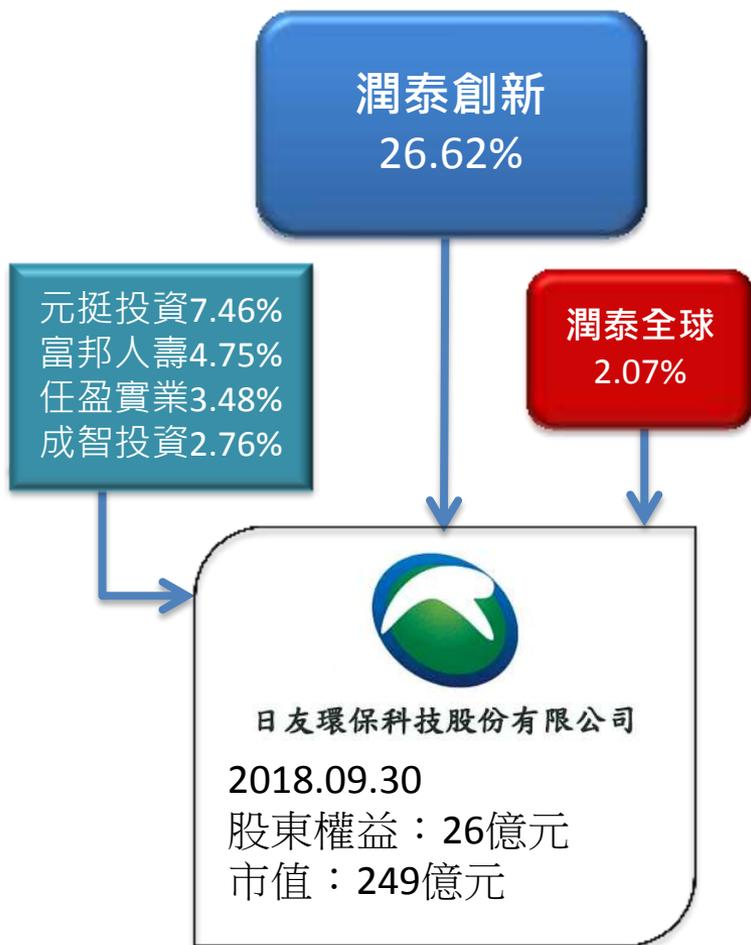 潤泰創新
26.62%
元挺投資7.46%
富邦人壽4.75%
任盈實業3.48%
成智投資2.76%
潤泰全球
2.07%
日友環保科技股份有限公司
2018.09.30
股東權益：26億元
市值：249億元